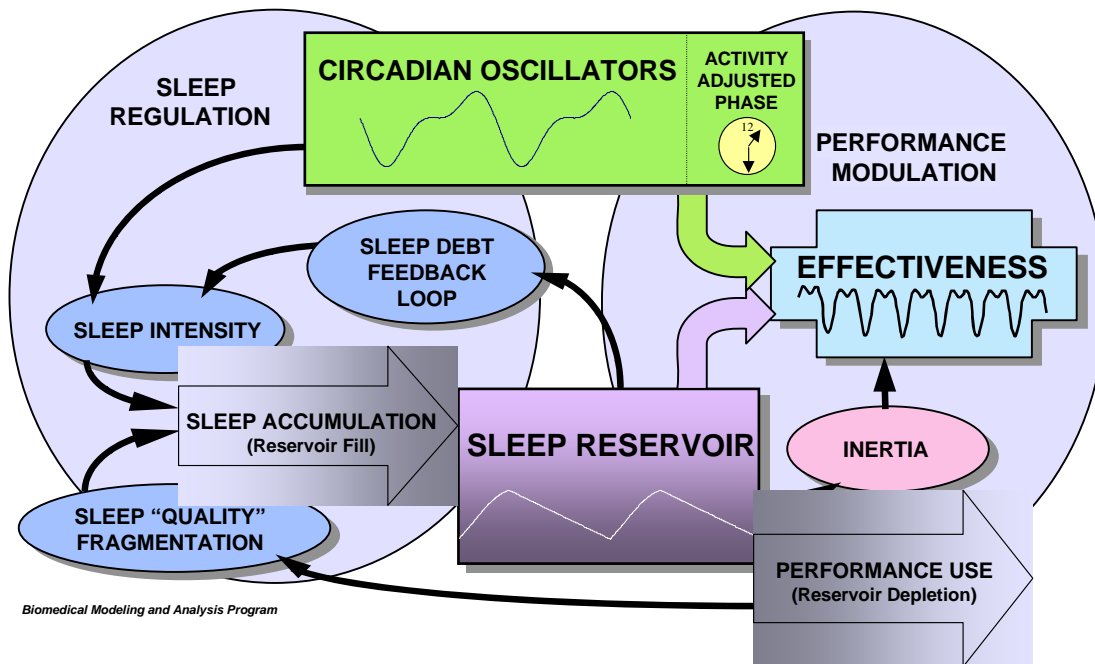 CIRCADIAN OSCILLATORS
ACTIVITY
ADJUSTED
PHASE
12
SLEEP
REGULATION
PERFORMANCE
MODULATION
SLEEP DEBT
FEEDBACK
LOOP
EFFECTIVENESS
SLEEP INTENSITY
SLEEP ACCUMULATION
(Reservoir Fill)
SLEEP RESERVOIR
INERTIA
SLEEP “QUALITY”
FRAGMENTATION
PERFORMANCE USE
(Reservoir Depletion)
Biomedical Modeling and Analysis Program